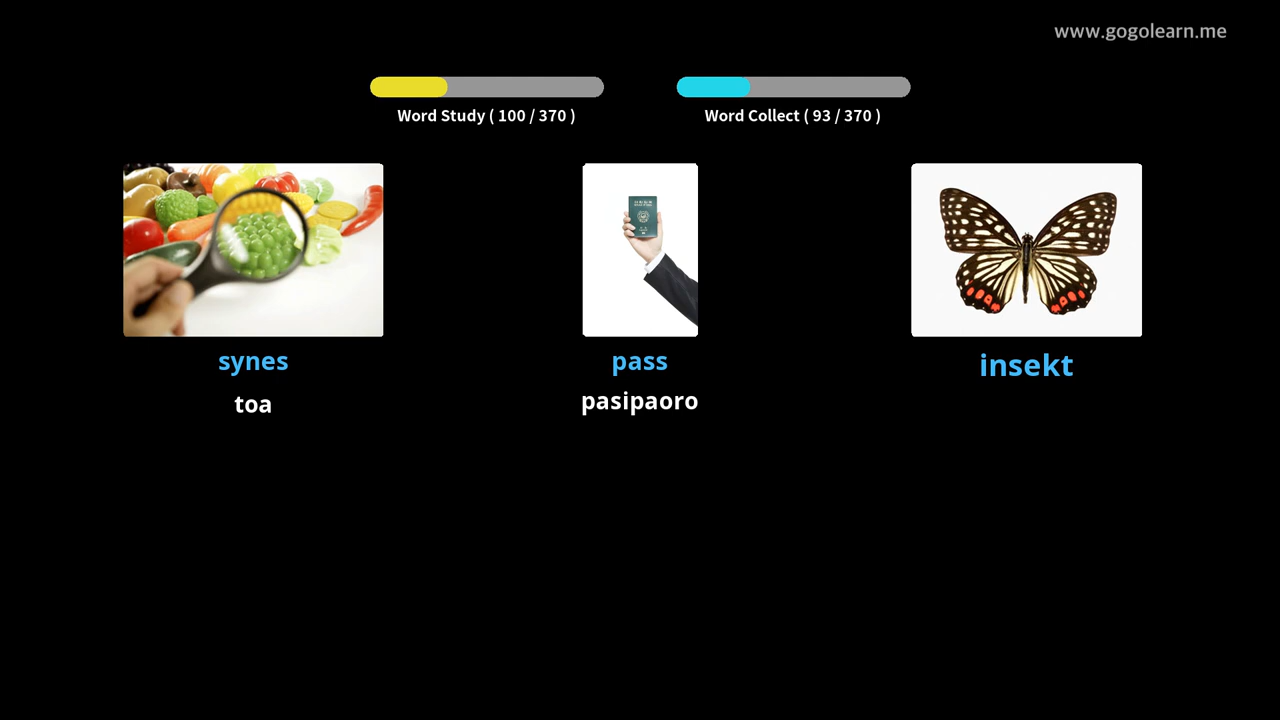 www.gogolearn.me
Word Study ( 100 / 370 )
Word Collect ( 93 / 370 )
synes
pass
insekt
toa
pasipaoro